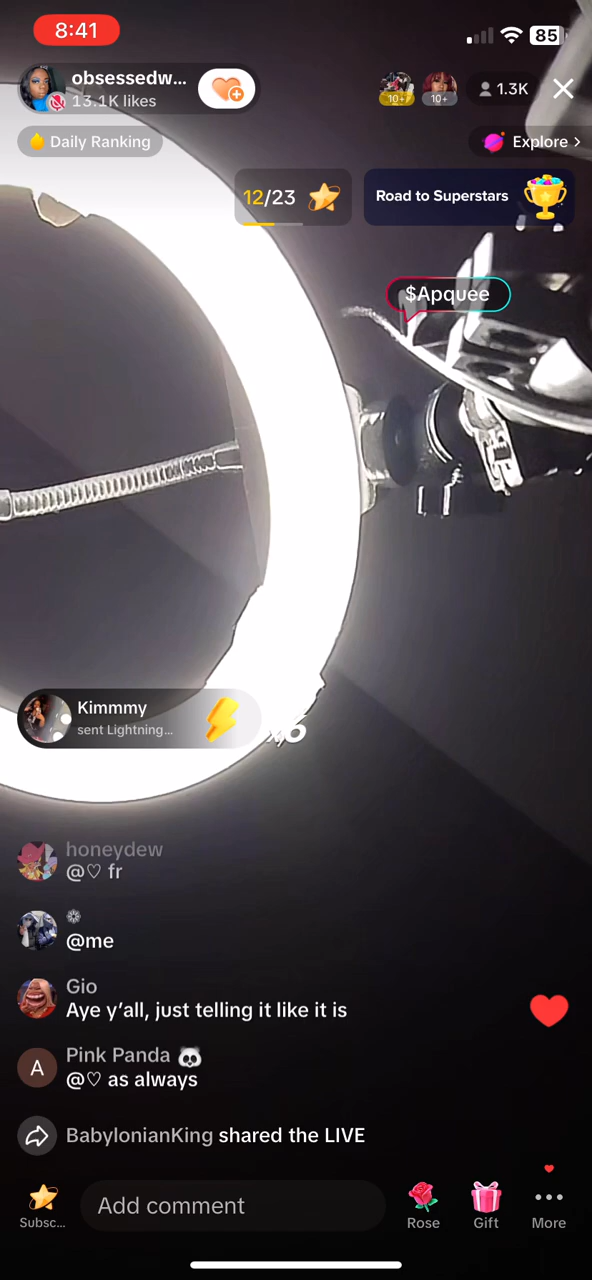 8:41
85
obsessedw...
13.1K likes
10+
10+
1.3K
Daily Ranking
Explore >
12/23
Road to Superstars
$Apquee
Kimmmy
sent Lightning...
x6
honeydew
@♡ fr
@me
Gio
Aye y'all, just telling it like it is
Pink Panda 🐼
A
@♡ as always
BabylonianKing shared the LIVE
Subsc...
Add comment
Rose
Gift
More